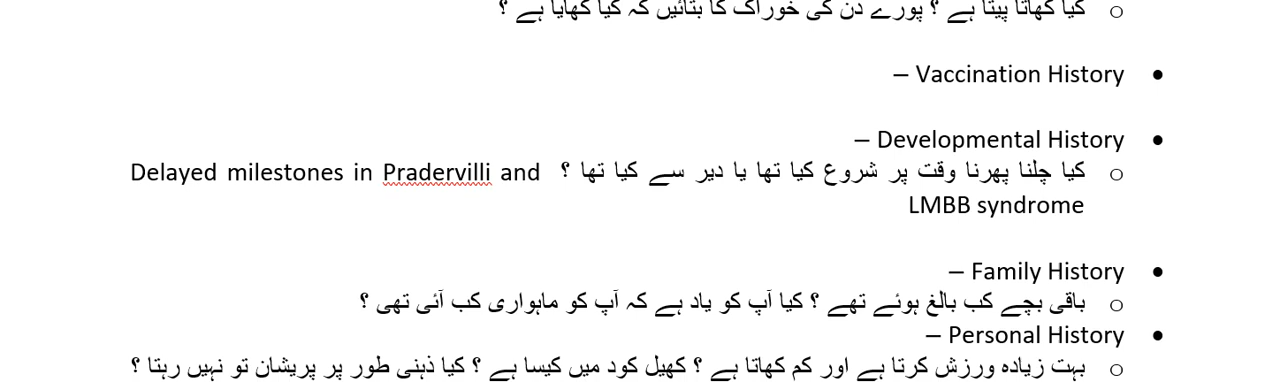 o کیا کھاتا پیتا ہے ؟ پورے دن کی خوراک کا بتائیں کہ کیا کھایا ہے ؟
• Vaccination History –
• Developmental History –
o کیا چلنا پھرنا وقت پر شروع کیا تھا یا دیر سے کیا تھا ؟ Delayed milestones in Pradervilli and
LMBB syndrome
• Family History –
o باقی بچے کب بالغ ہوئے تھے ؟ کیا آپ کو یاد ہے کہ آپ کو ماہواری کب آئی تھی ؟
• Personal History –
o بہت زیادہ ورزش کرتا ہے اور کم کھاتا ہے ؟ کھیل کود میں کیسا ہے ؟ کیا ذہنی طور پر پریشان تو نہیں رہتا ؟